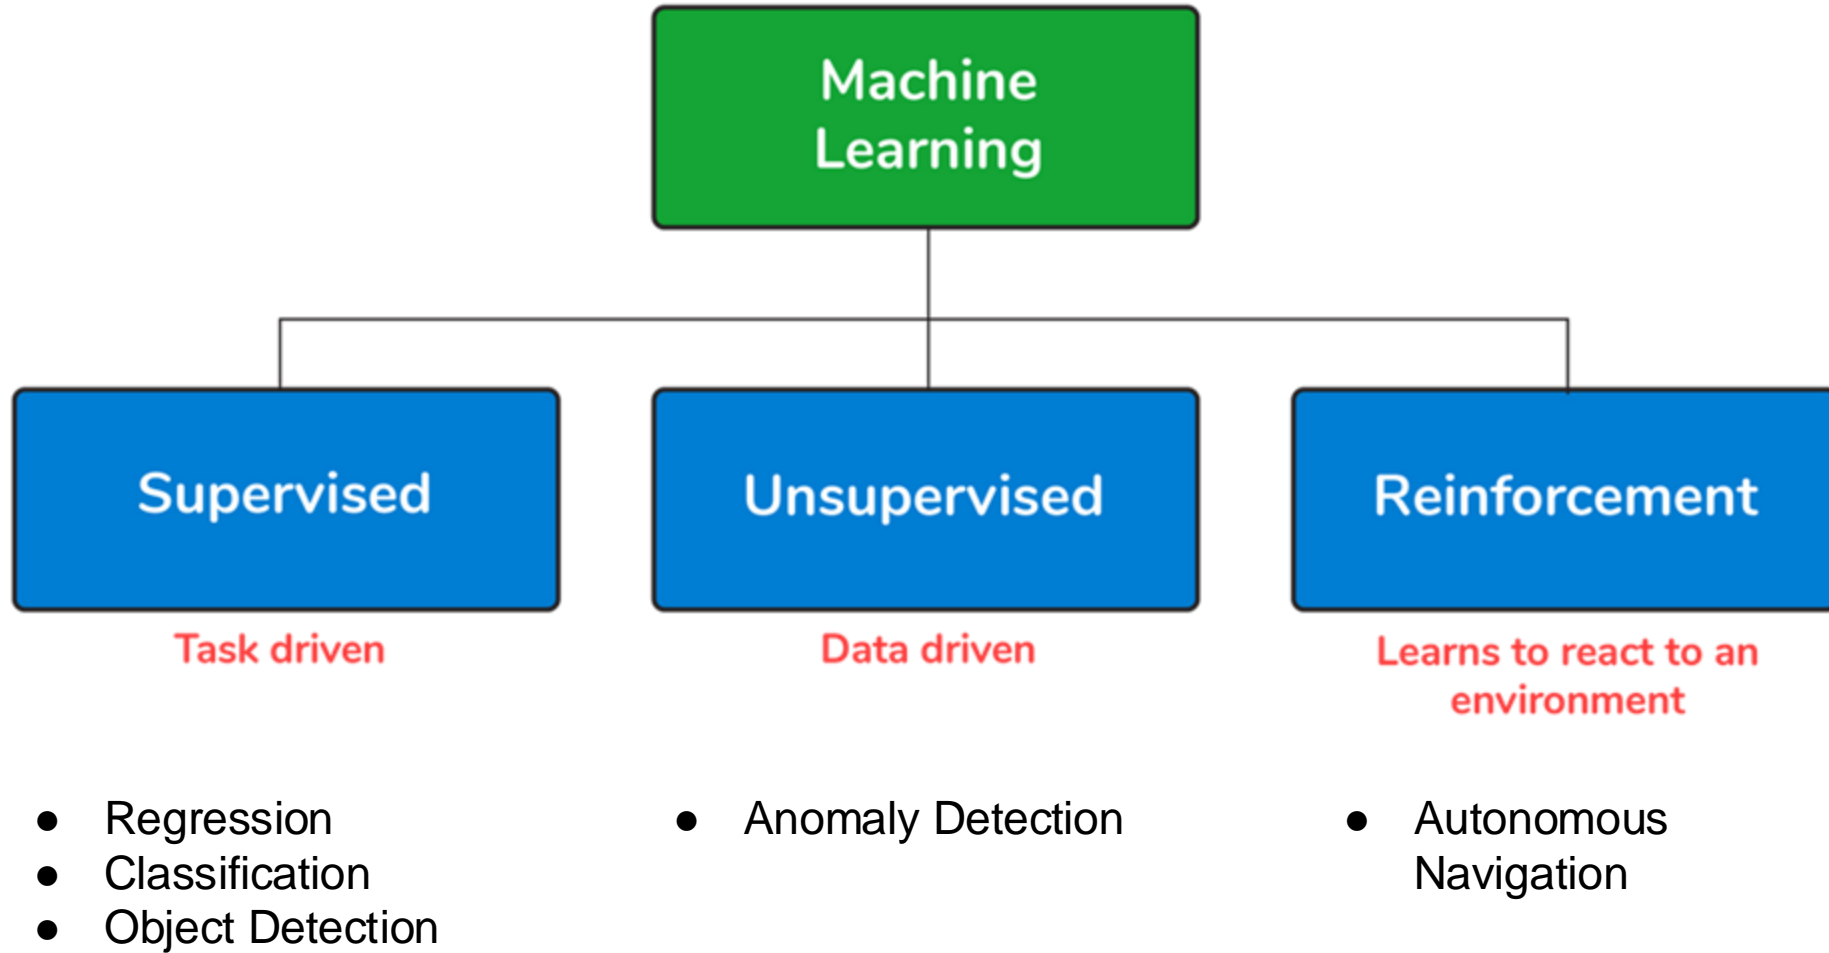 Machine
Learning
Supervised
Unsupervised
Reinforcement
Task driven
Data driven
Learns to react to an
environment
● Regression
● Classification
● Object Detection
● Anomaly Detection
● Autonomous
Navigation